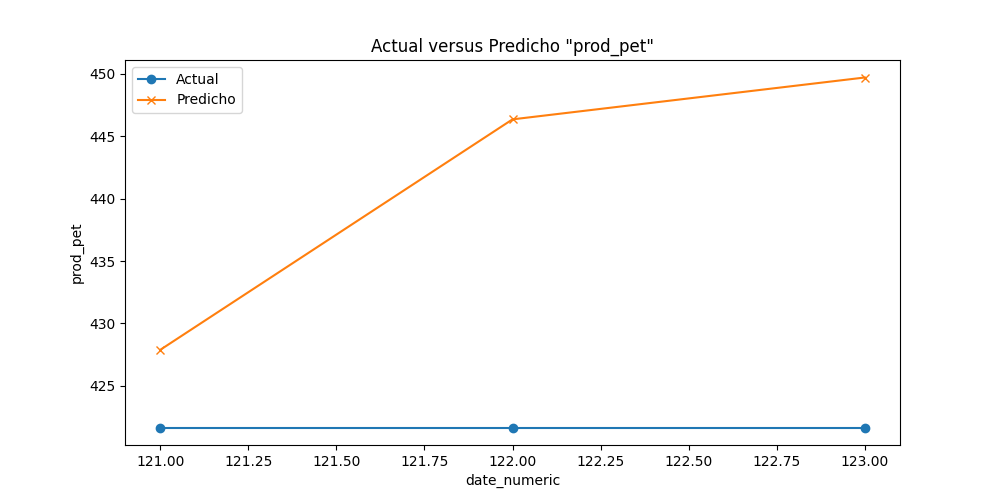 Actual versus Predicho "prod_pet"
Actual
Predicho
450
445
440
435
430
425
prod_pet
121.00 121.25 121.50 121.75 122.00 122.25 122.50 122.75 123.00
date_numeric